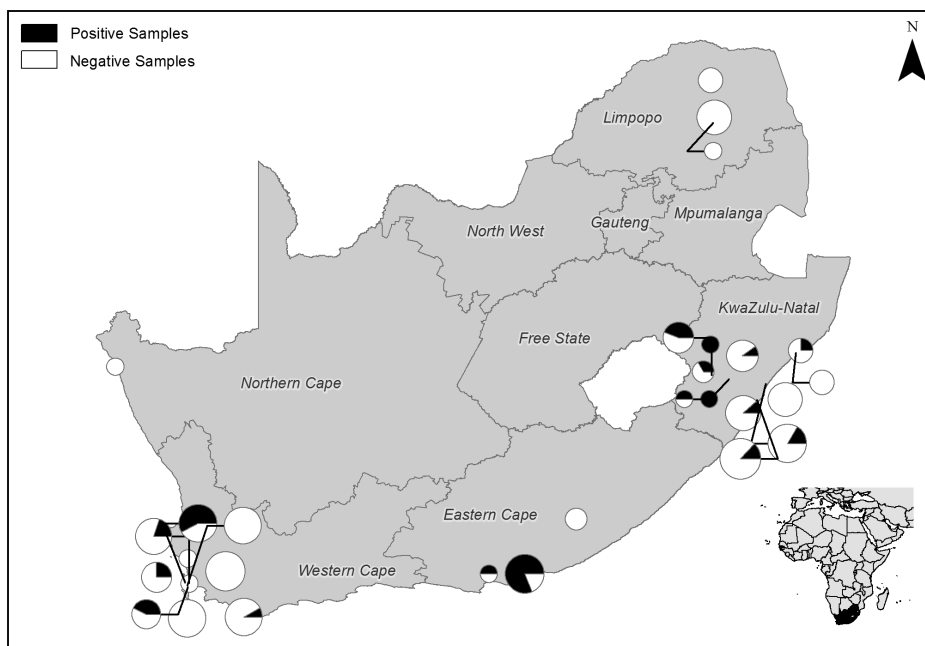 Positive Samples
Negative Samples
N
Limpopo
Mpumalanga
Gauteng
North West
KwaZulu-Natal
Free State
Northern Cape
Eastern Cape
Western Cape